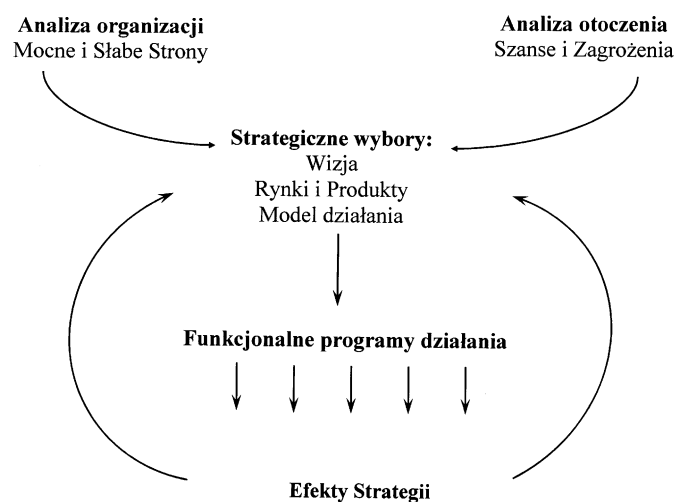 Analiza organizacji
Mocne i Słabe Strony
Analiza otoczenia
Szanse i Zagrożenia
Strategiczne wybory:
Wizja
Rynki i Produkty
Model działania
Funkcjonalne programy działania
Efekty Strategii